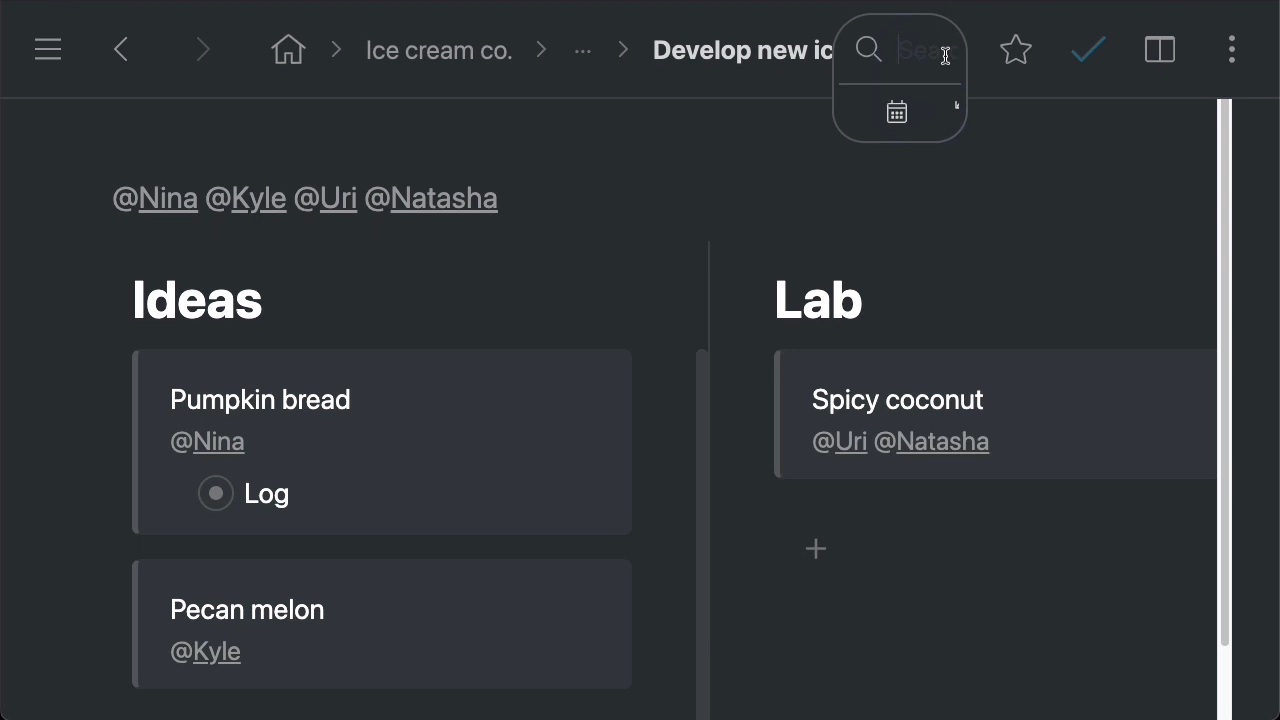 Ice cream co. ... Develop new ic
@Nina @Kyle @Uri @Natasha
Ideas
Pumpkin bread
@Nina
Log
Pecan melon
@Kyle
Lab
Spicy coconut
@Uri @Natasha